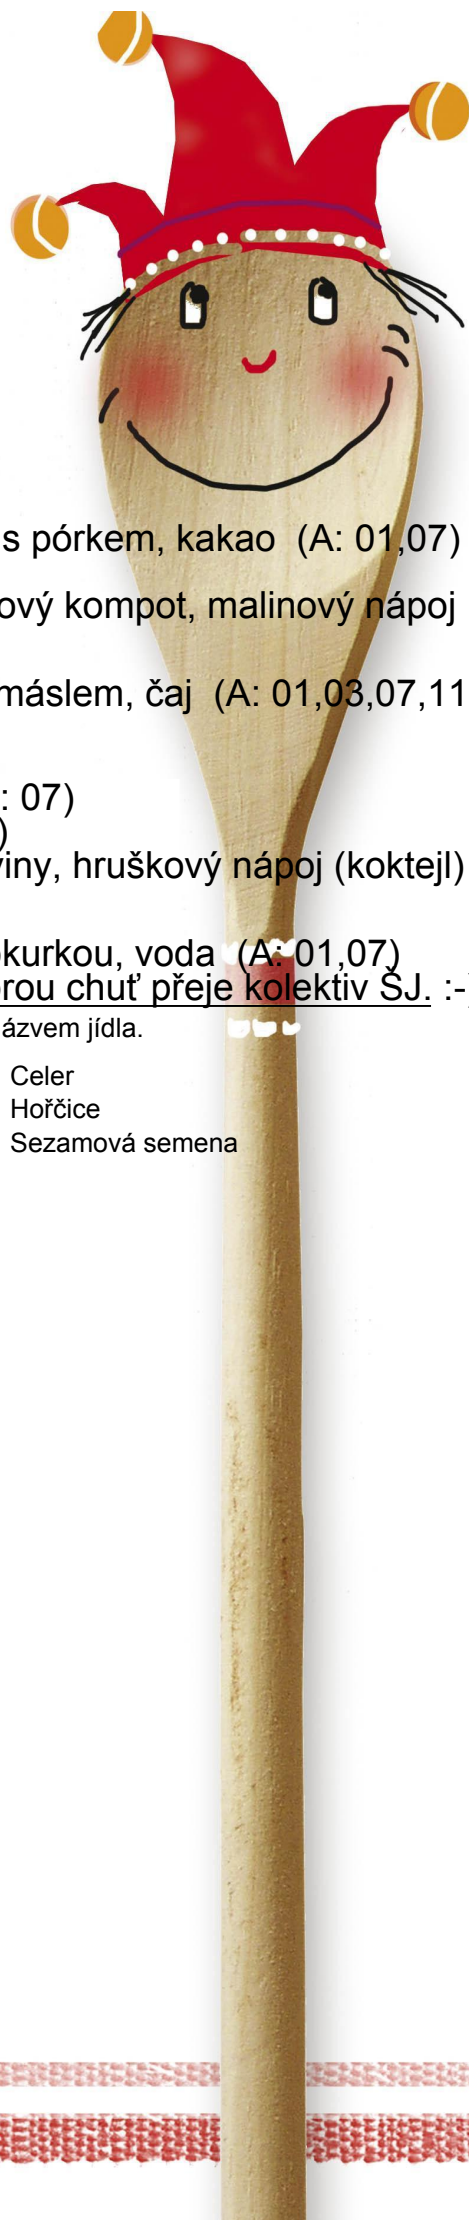 s pórkem, kakao (A: 01,07)
ový kompot, malinový nápoj
máslem, čaj (A: 01,03,07,11
: 07)
)
iny, hruškový nápoj (koktejl)
okurkou, voda (A: 01,07)
brou chuť přeje kolektiv ŠJ. :-)
ázvem jídla.
Celer
Hořčice
Sezamová semena